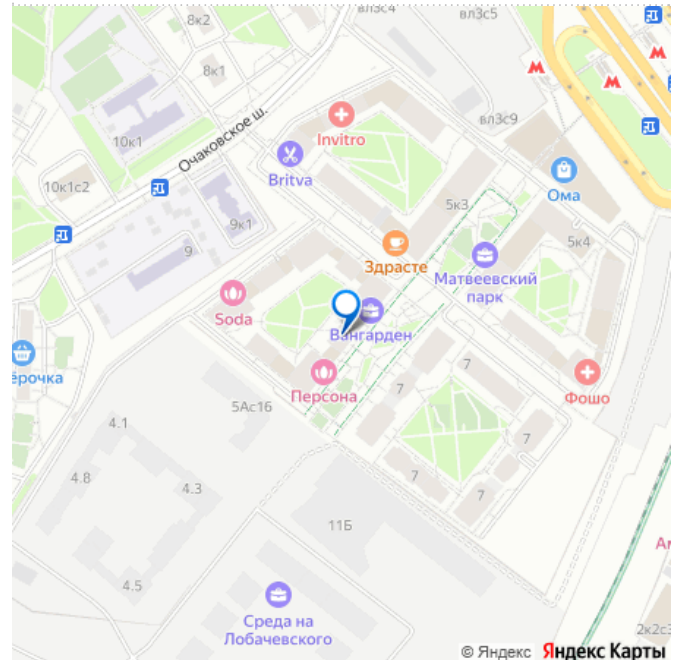 8к2
вл3с4
вл3с5
8к1
Очаковское ш.
вл3с9
10к1
Invitro
Britva
10к1с2
Ома
9к1
5к3
5к4
9
Здрасте
Матвеевский
парк
Soda
Вангарден
ёрочка
Персона
7
7
Фошо
5Ас16
4.1
7
7
7
4.8
4.3
11Б
4.5
Среда на
Лобачевского
2к2с3
© Яндекс Яндекс Карты